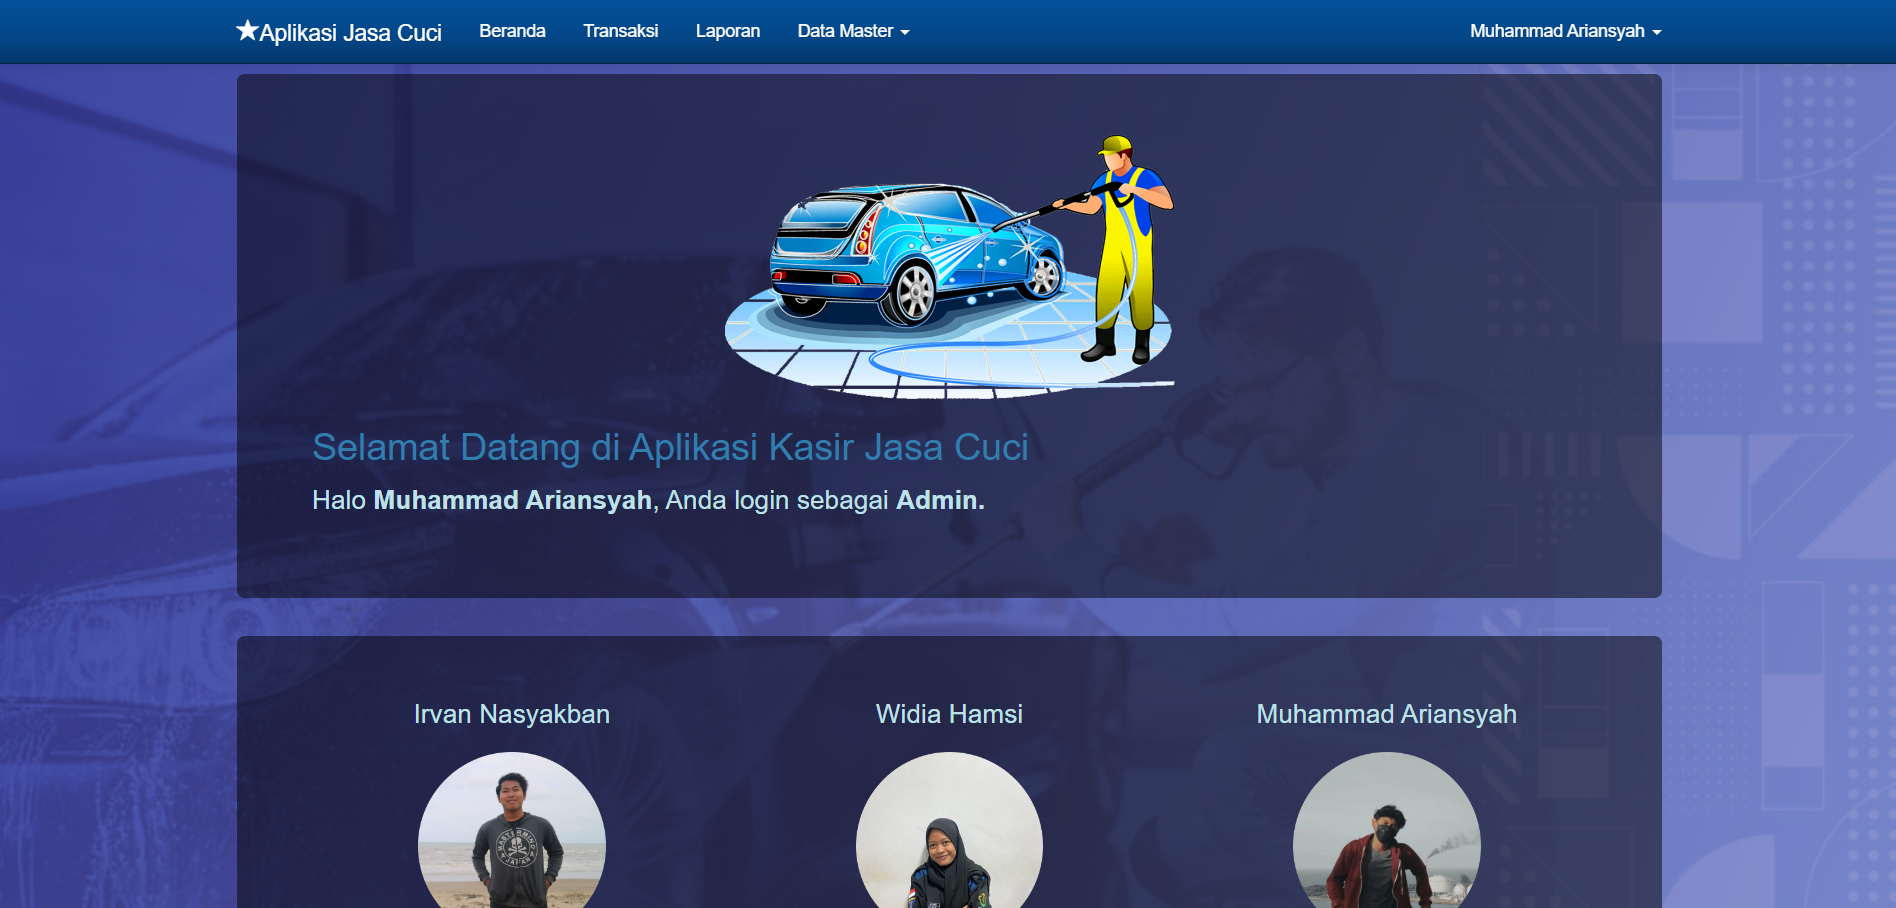 Aplikasi Jasa Cuci
Beranda
Transaksi
Laporan
Data Master
Muhammad Ariansyah
Selamat Datang di Aplikasi Kasir Jasa Cuci
Halo Muhammad Ariansyah, Anda login sebagai Admin.
Irvan Nasyakban
Widia Hamsi
Muhammad Ariansyah